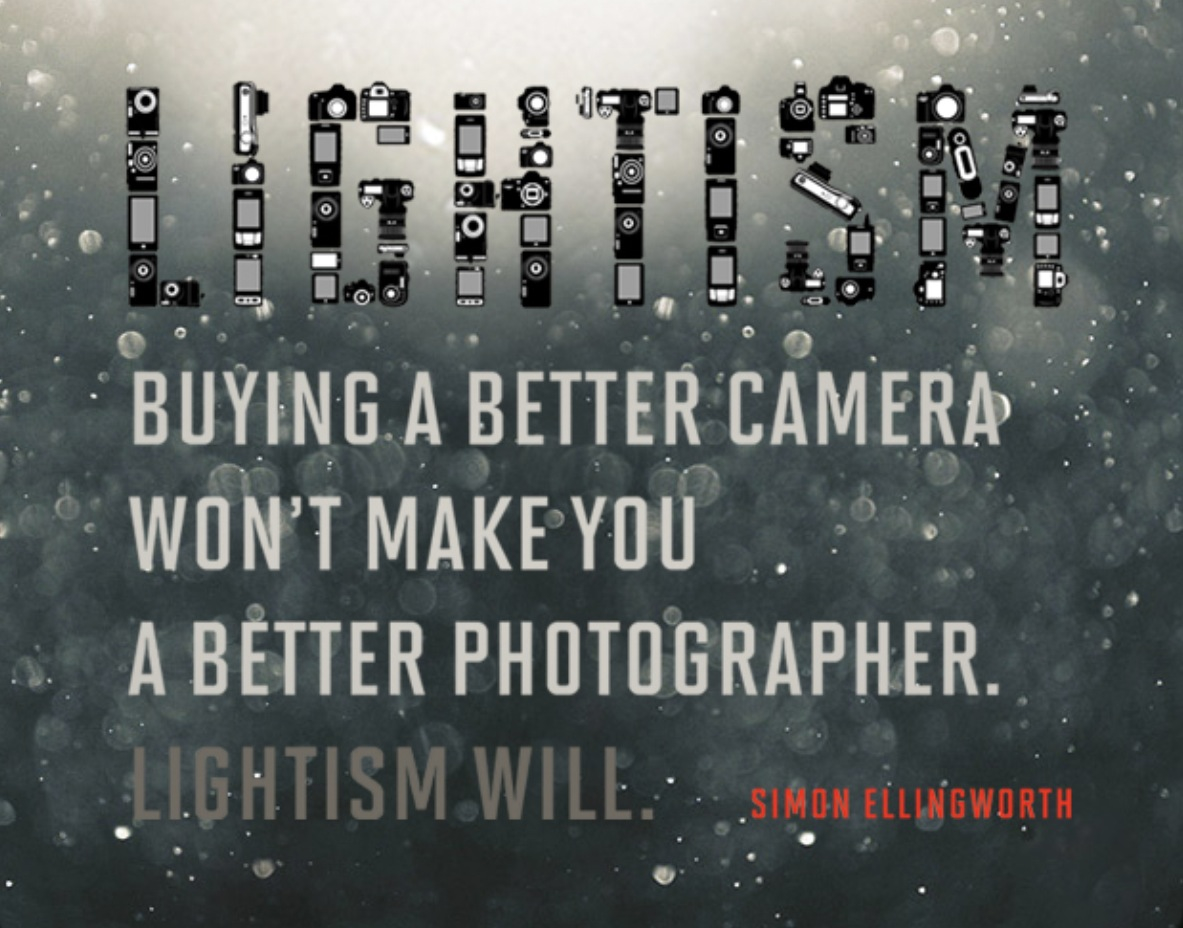 LIGHTISM
BUYING A BETTER CAMERA
WON'T MAKE YOU
A BETTER PHOTOGRAPHER.
LIGHTISM WILL.
SIMON ELLINGWORTH